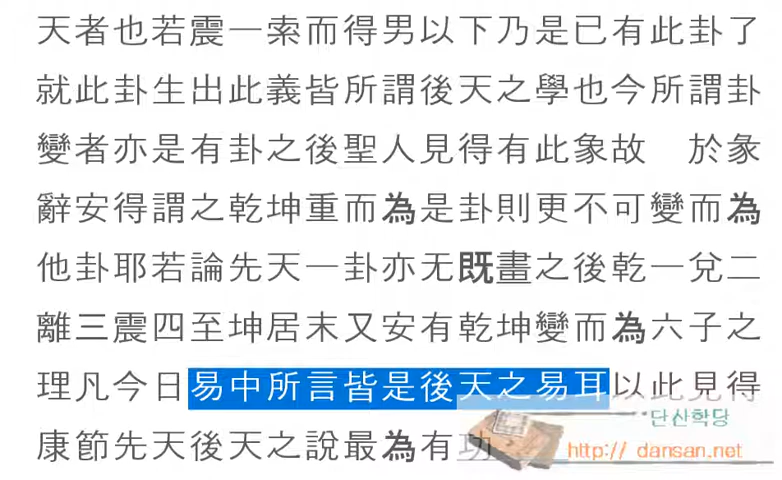 天者也若震一索而得男以下乃是已有此卦了
就此卦生出此義皆所謂後天之學也今所謂卦
變者亦是有卦之後聖人見得有此象故　於彖
辭安得謂之乾坤重而為是卦則更不可變而為
他卦耶若論先天一卦亦无既畫之後乾一兌二
離三震四至坤居末又安有乾坤變而為六子之
理凡今日易中所言皆是後天之易耳以此見得
康節先天後天之說最為有功
단산학당
http:// dansan.net